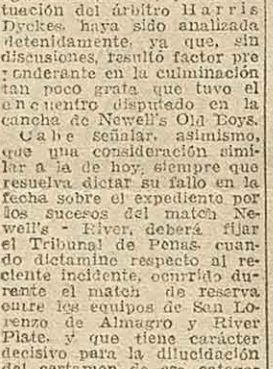 tuación del árbitro Harris
Dyckes haya sido analizada
detenidamente, ya que, sin
discusiones, resultó factor pre
ponderante en la culminación
tan poco grata que tuvo el
encuentro disputado en la
cancha de Newell's Old Boys.
Cabe señalar, asimismo,
que una consideración simi-
lar a la de hoy, siempre que
resuelva dictar su fallo en la
fecha sobre el expediente por
los sucesos del match Ne-
well's - River, deberá fijar
el Tribunal de Penas, cuan-
do dictamine respecto al re-
ciente incidente, ocurrido du-
rante el match de reserva
entre los equipos de San Lo-
renzo de Almagro y River
Plate, y que tiene carácter
decisivo para la dilucidación